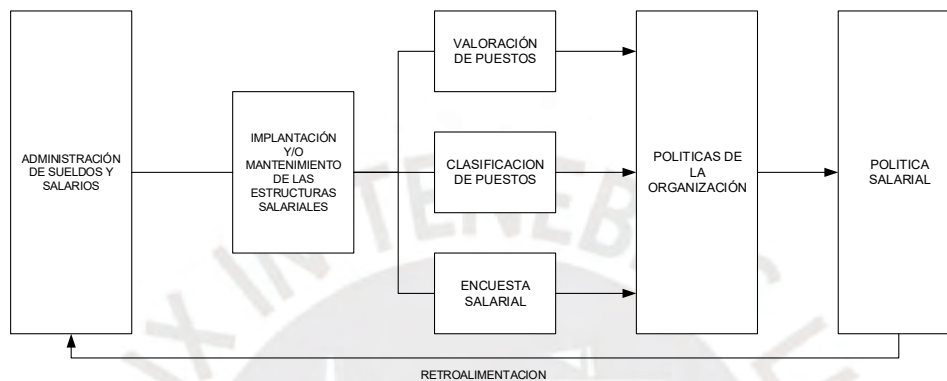 ADMINISTRACIÓN
DE SUELDOS Y
SALARIOS
IMPLANTACIÓN
Y/O
MANTENIMIENTO
DE LAS
ESTRUCTURAS
SALARIALES
VALORACIÓN
DE PUESTOS
CLASIFICACION
DE PUESTOS
ENCUESTA
SALARIAL
POLITICAS DE
LA
ORGANIZACIÓN
POLITICA
SALARIAL
RETROALIMENTACION